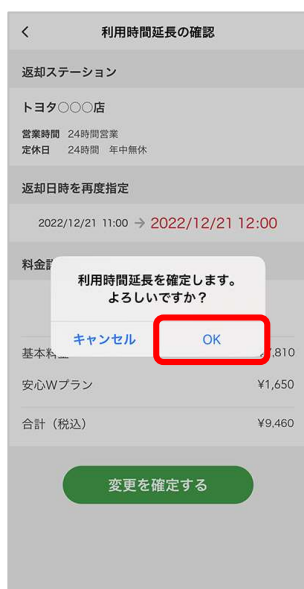 利用時間延長の確認
返却ステーション
トヨタ○○○店
営業時間 24時間営業
定休日 24時間 年中無休
返却日時を再度指定
2022/12/21 11:00 → 2022/12/21 12:00
料金
利用時間延長を確定します。
よろしいですか？
キャンセル OK
基本料 7,810
安心Wプラン ¥1,650
合計（税込） ¥9,460
変更を確定する